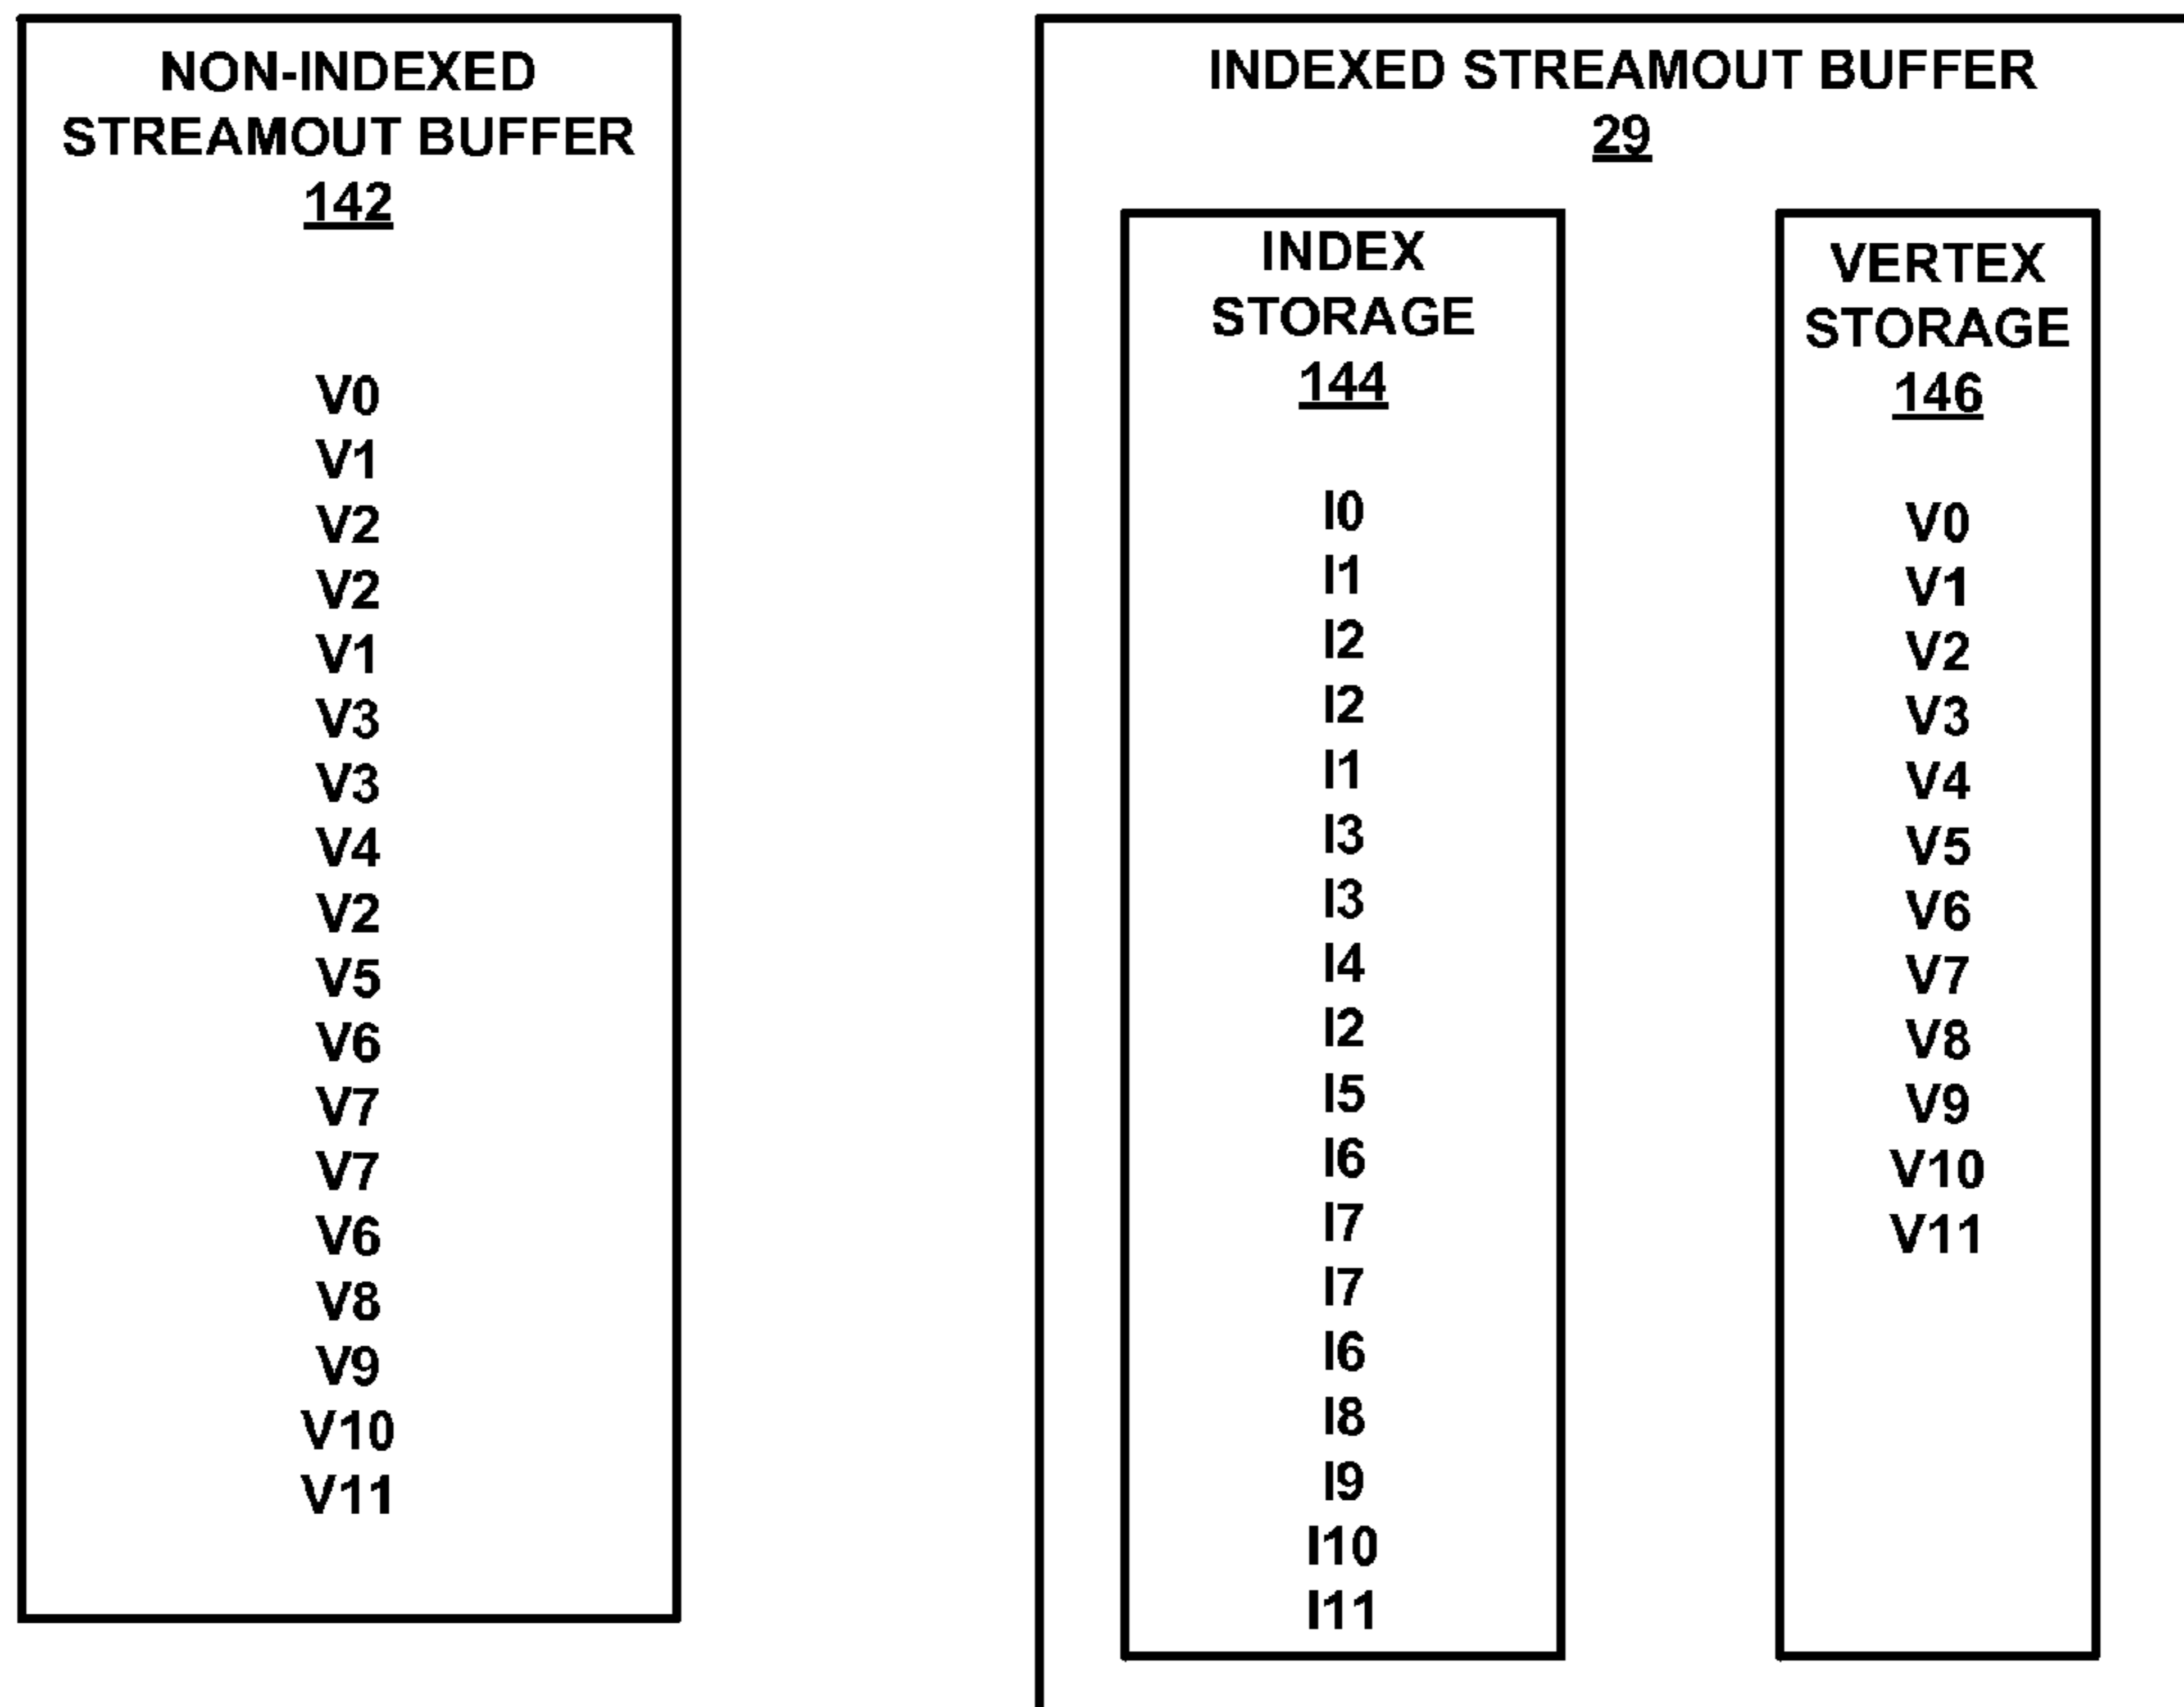 NON-INDEXED
STREAMOUT BUFFER
142
V0
V1
V2
V2
V1
V3
V3
V4
V2
V5
V6
V7
V7
V6
V8
V9
V10
V11
INDEXED STREAMOUT BUFFER
29
INDEX
STORAGE
144
I0
I1
I2
I2
I1
I3
I3
I4
I2
I5
I6
I7
I7
I6
I8
I9
I10
I11
VERTEX
STORAGE
146
V0
V1
V2
V3
V4
V5
V6
V7
V8
V9
V10
V11